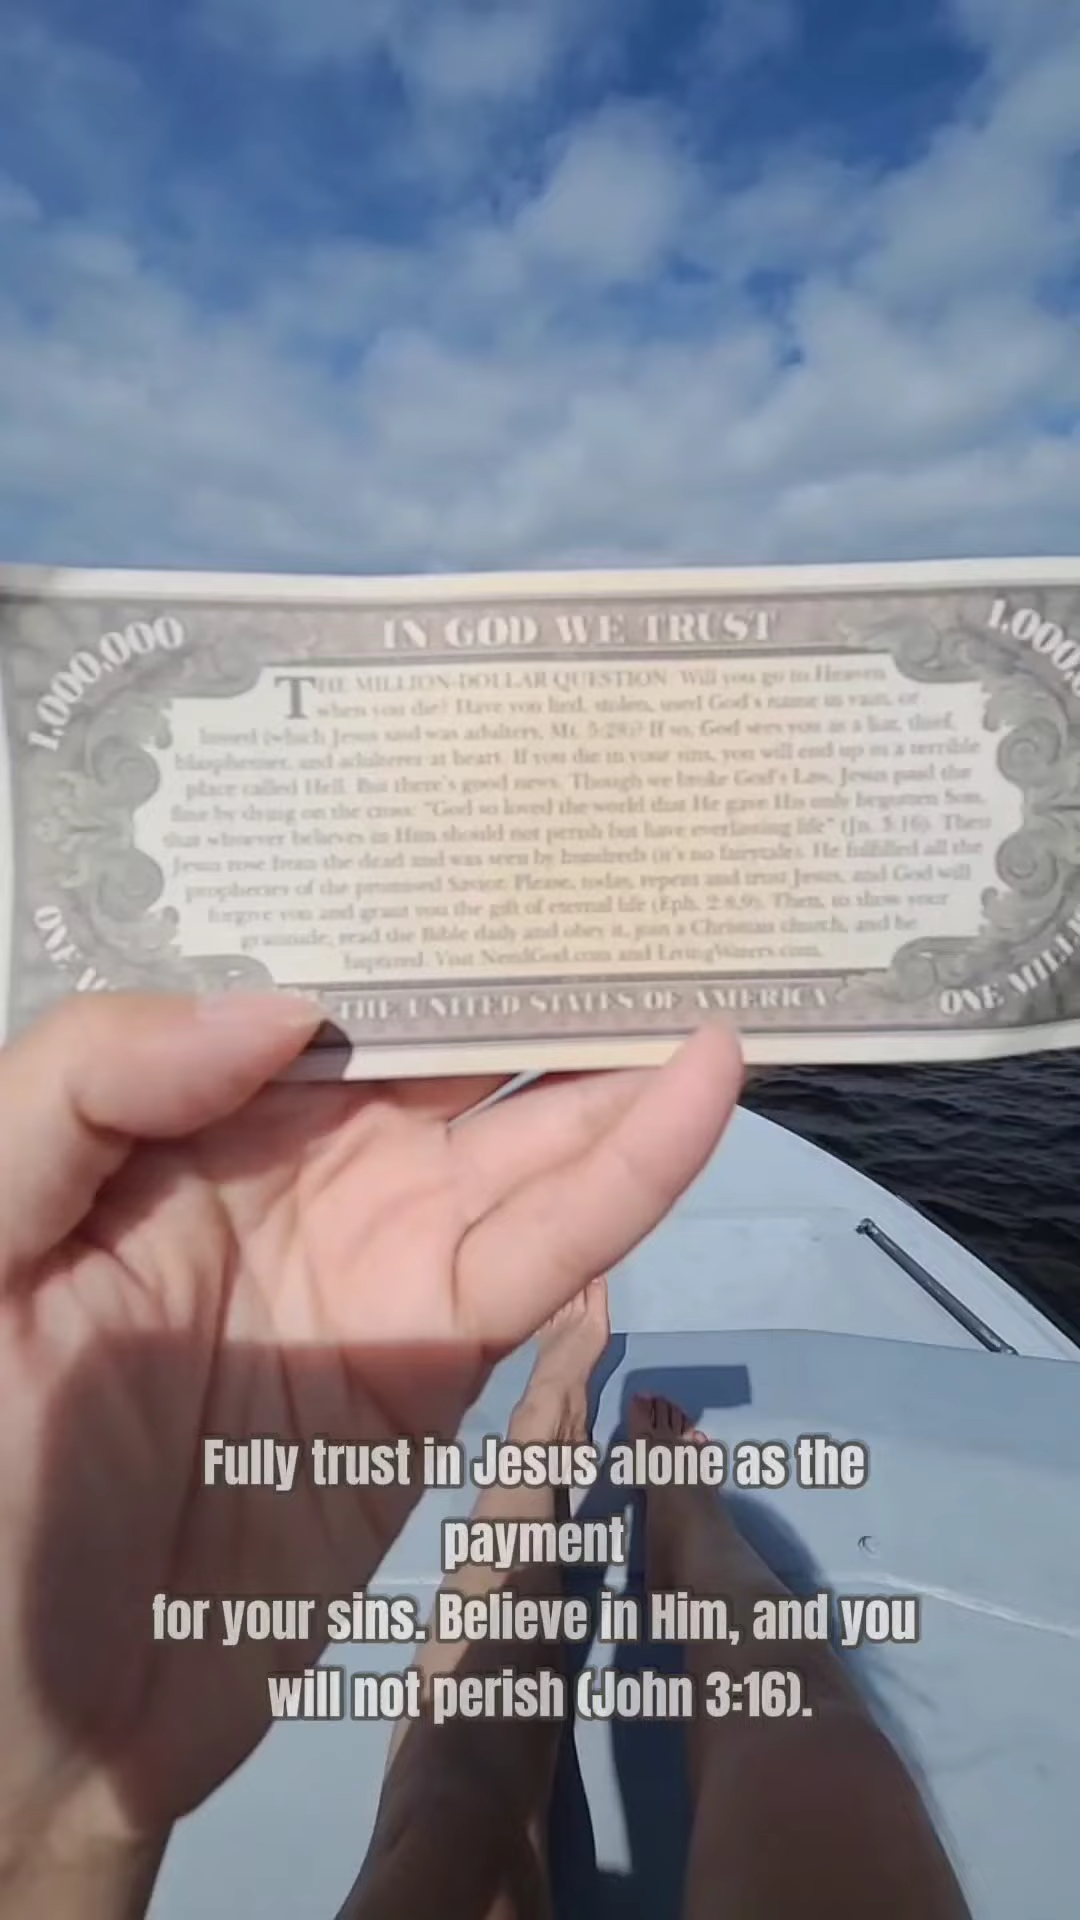 IN GOD WE TRUST
1,000,000
1,000,0
THE MILLION-DOLLAR QUESTION: Will you go to Heaven
when you die? Have you lied, stolen, used God's name in vain, or
lusted (which Jesus said was adultery, Mt. 5:28)? If so, God sees you as a liar, thief,
blasphemer, and adulterer at heart. If you die in your sins, you will end up in a terrible
place called Hell. But there's good news. Though we broke God's Law, Jesus paid the
fine by dying on the cross: "God so loved the world that He gave His only begotten Son,
that whoever believes in Him should not perish but have everlasting life" (Jn. 3:16). Then
Jesus rose from the dead and was seen by hundreds (it's no fairytale). He fulfilled all the
prophecies of the promised Savior. Please, today, repent and trust Jesus, and God will
forgive you and grant you the gift of eternal life (Eph. 2:8,9). Then, to show your
gratitude, read the Bible daily and obey it, join a Christian church, and be
baptized. Visit NeedGod.com and LivingWaters.com.
ONE
ONE MILLI
THE UNITED STATES OF AMERICA
Fully trust in Jesus alone as the
payment
for your sins. Believe in Him, and you
will not perish (John 3:16).